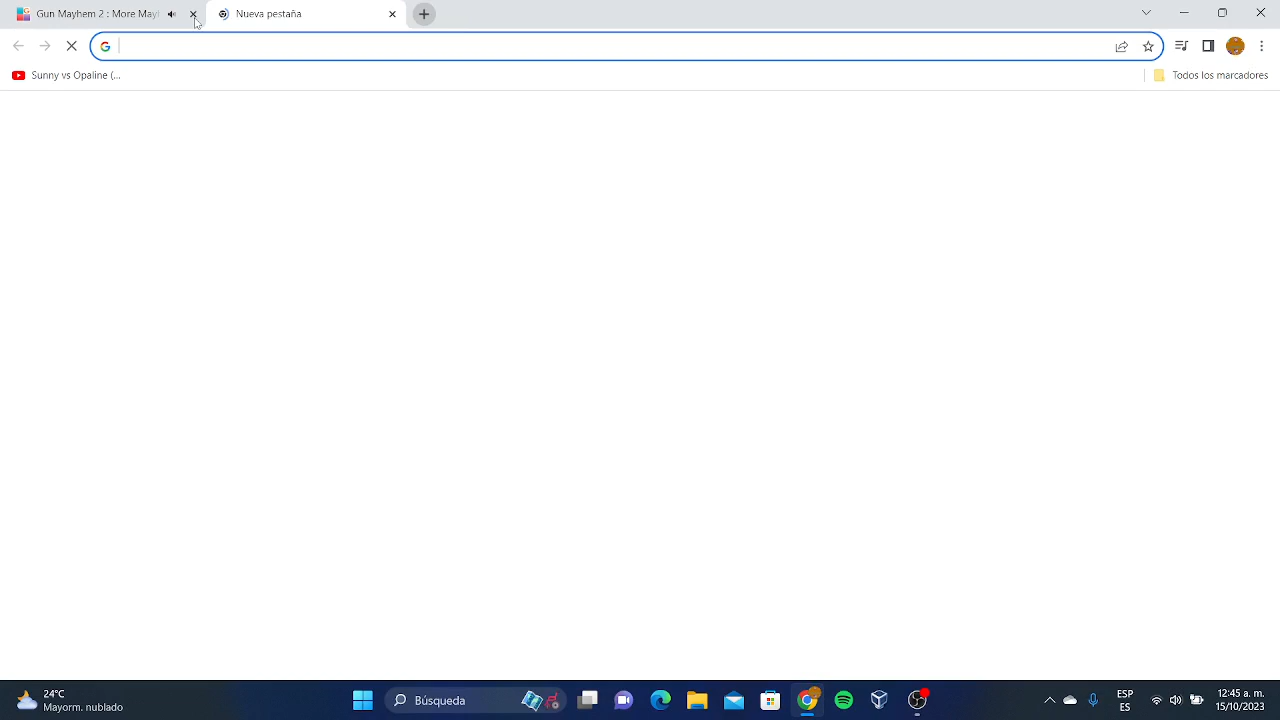 Gun Mayhem 2 : More Mayh
Nueva pestaña
Sunny vs Opaline (...
Todos los marcadores
24°C
Mayorm. nublado
Búsqueda
ESP
ES
12:45 a. m.
15/10/2023